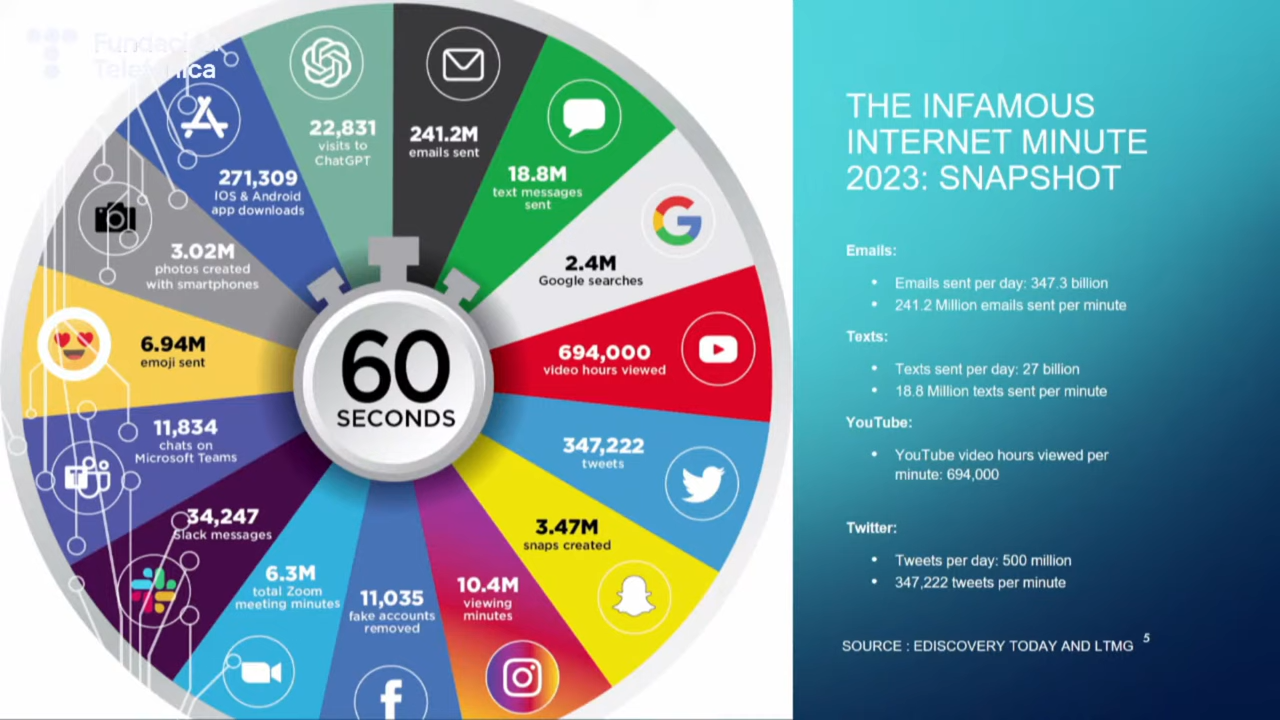 Fundación
Telefónica
22,831
visits to
ChatGPT
241.2M
emails sent
18.8M
text messages
sent
2.4M
Google searches
694,000
video hours viewed
347,222
tweets
3.47M
snaps created
10.4M
viewing
minutes
11,035
fake accounts
removed
6.3M
total Zoom
meeting minutes
34,247
Slack messages
11,834
chats on
Microsoft Teams
6.94M
emoji sent
3.02M
photos created
with smartphones
271,309
IOS & Android
app downloads
60
SECONDS
THE INFAMOUS
INTERNET MINUTE
2023: SNAPSHOT
Emails:
• Emails sent per day: 347.3 billion
• 241.2 Million emails sent per minute
Texts:
• Texts sent per day: 27 billion
• 18.8 Million texts sent per minute
YouTube:
• YouTube video hours viewed per
minute: 694,000
Twitter:
• Tweets per day: 500 million
• 347,222 tweets per minute
SOURCE : EDISCOVERY TODAY AND LTMG 5